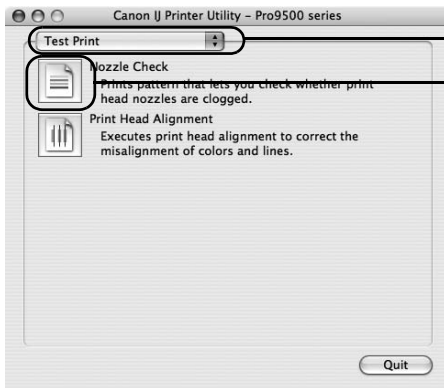 Canon IJ Printer Utility – Pro9500 series
Test Print
Nozzle Check
Prints pattern that lets you check whether print
head nozzles are clogged.
Print Head Alignment
Executes print head alignment to correct the
misalignment of colors and lines.
Quit